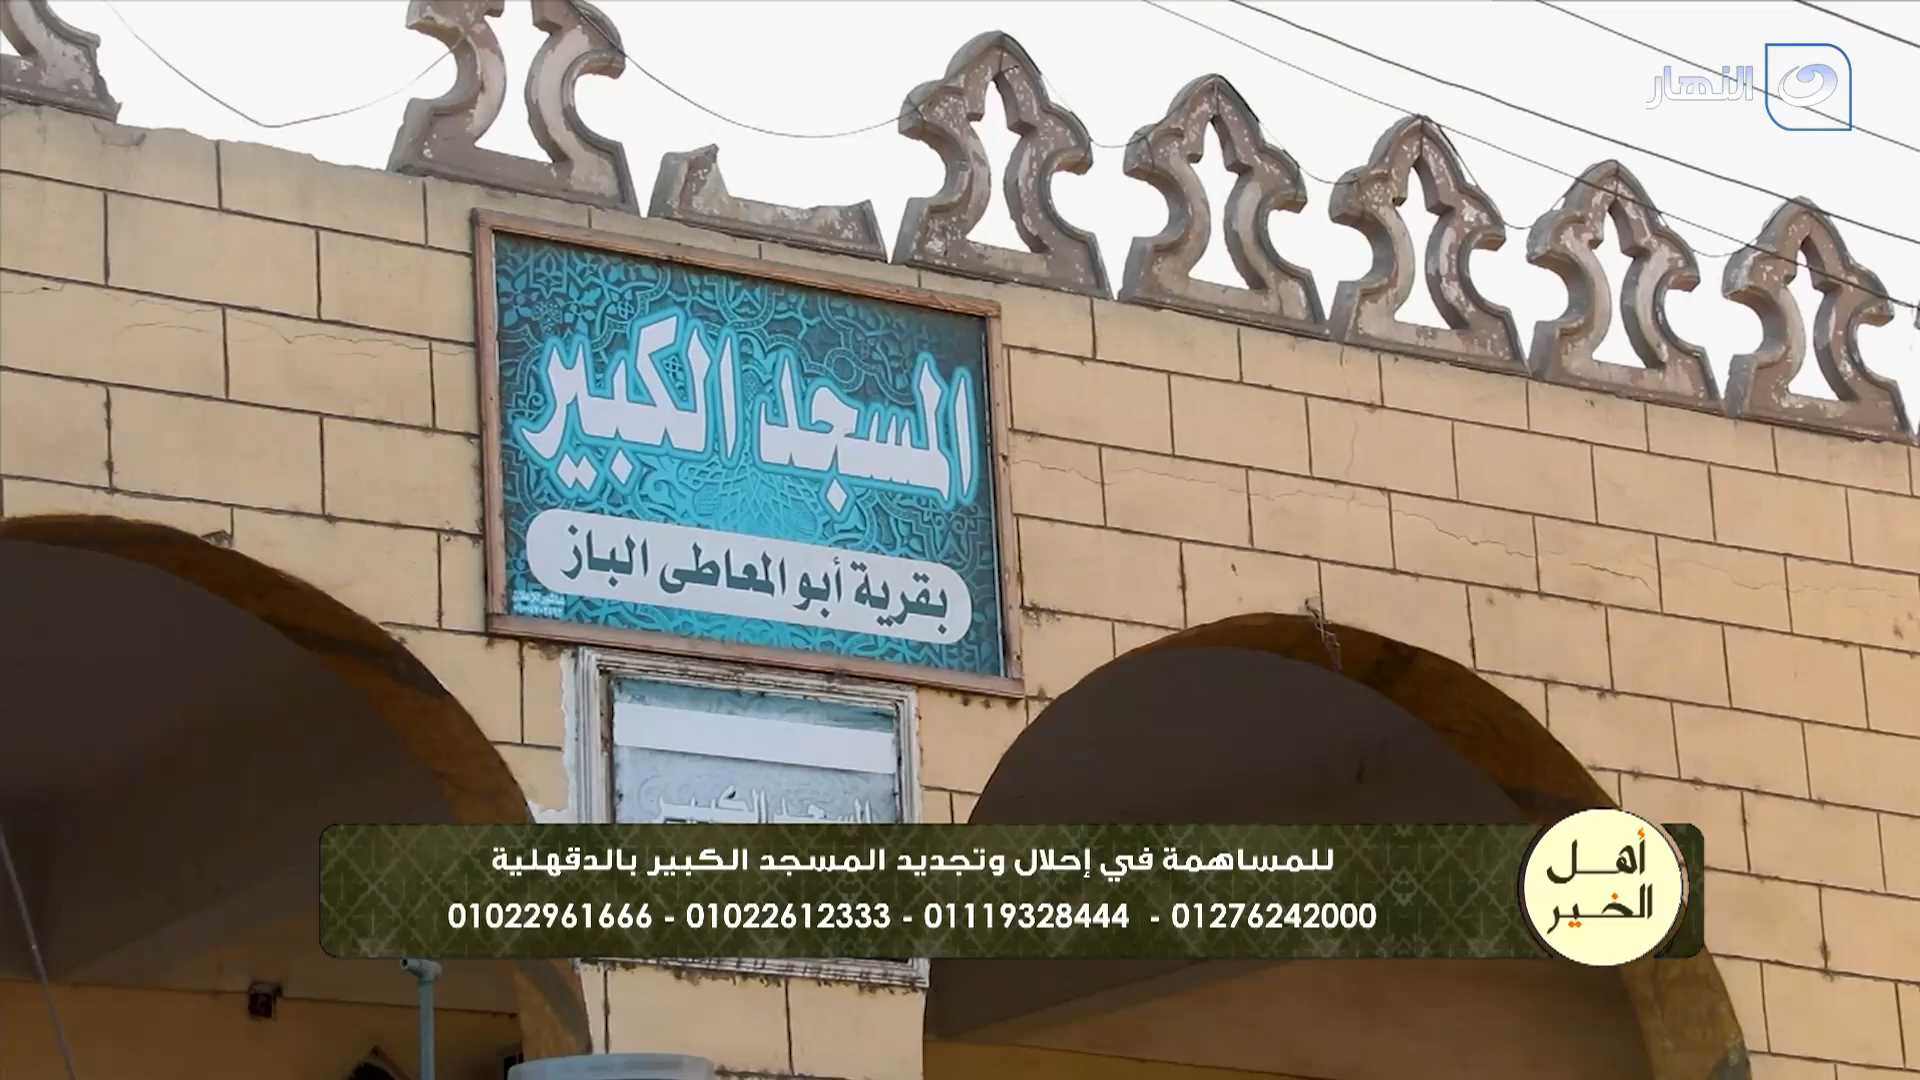 النهار
المسجد الكبير
بقرية أبو المعاطى الباز
المسجد الكبير
للمساهمة في إحلال وتجديد المسجد الكبير بالدقهلية
01022961666 - 01022612333 - 01119328444 - 01276242000
أهل
الخير